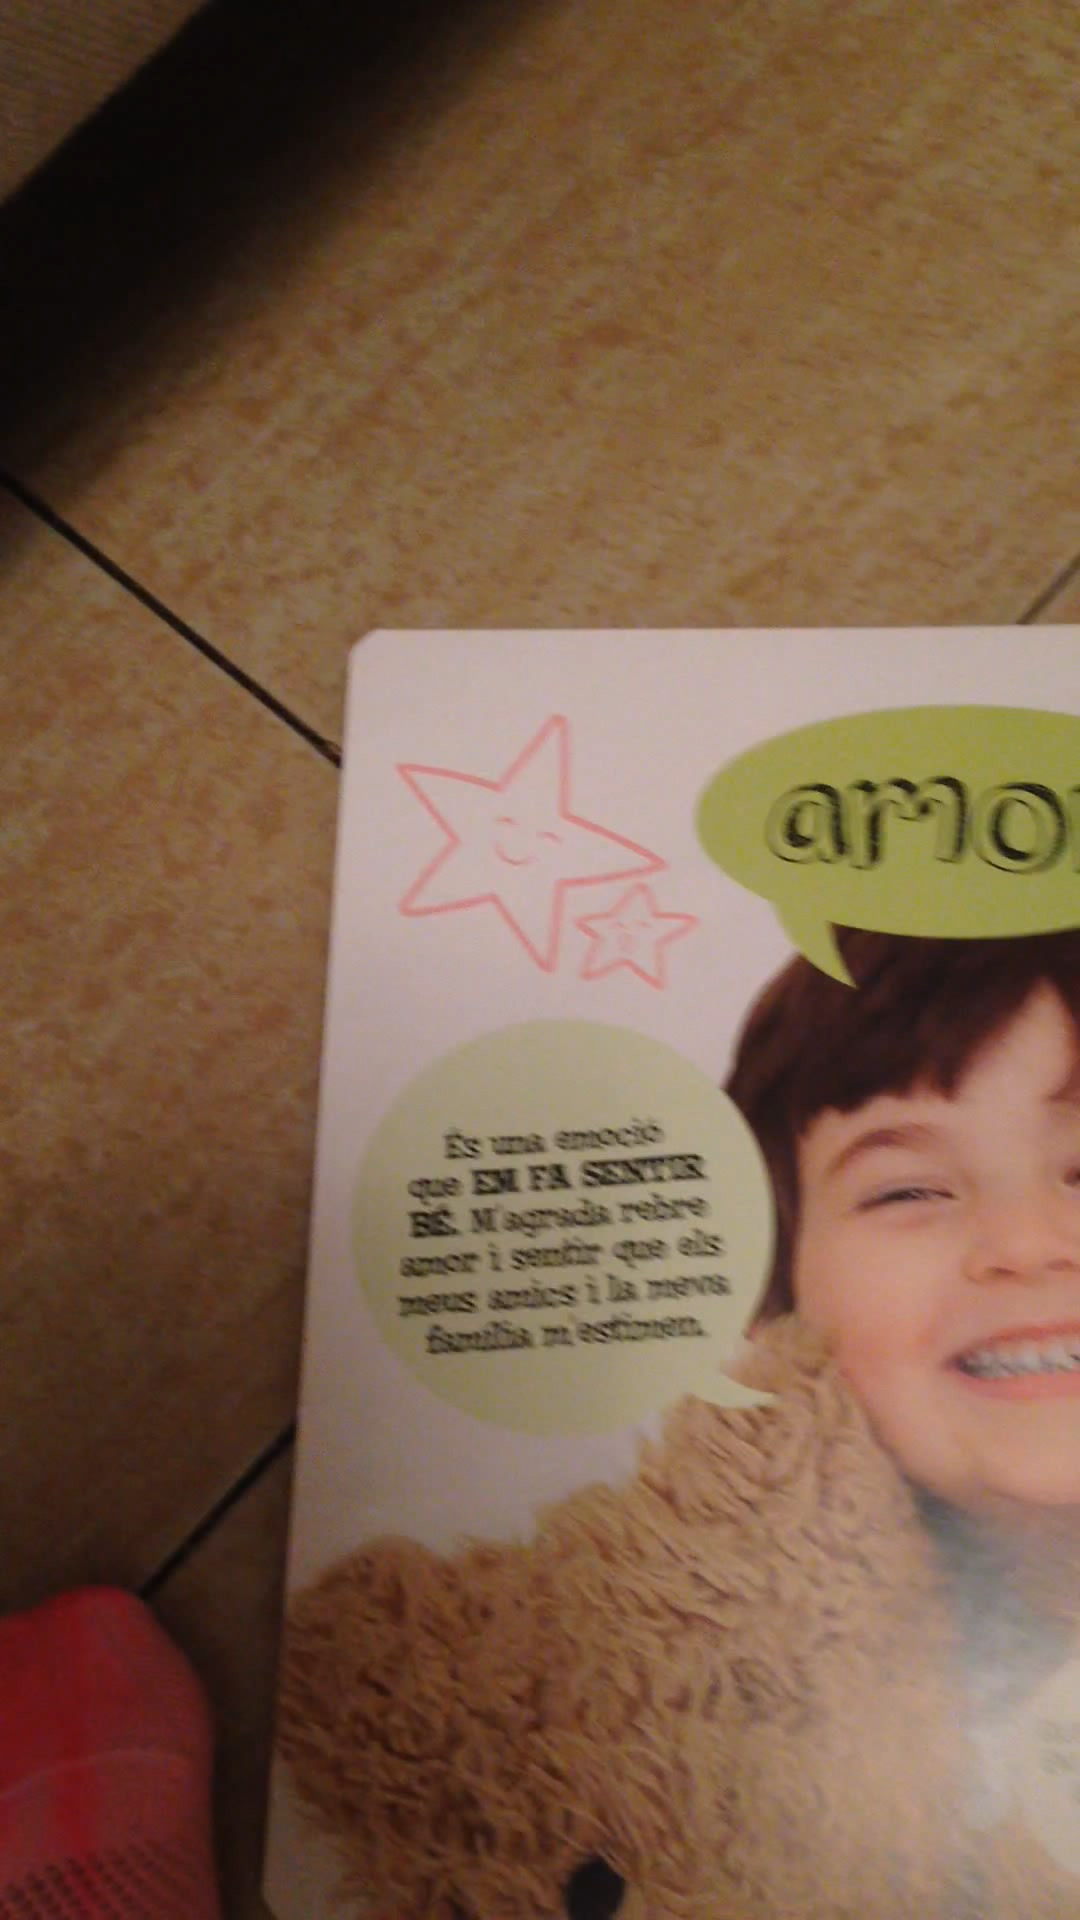 amor
És una emoció
que EM FA SENTIR
BÉ. M'agrada rebre
amor i sentir que els
meus amics i la meva
família m'estimen.